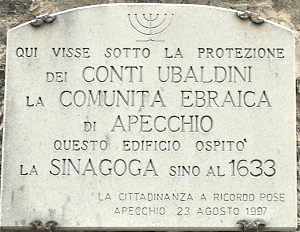 QUI VISSE SOTTO LA PROTEZIONE
DEI CONTI UBALDINI
LA COMUNITA EBRAICA
DI APECCHIO
QUESTO EDIFICIO OSPITO'
LA SINAGOGA SINO AL 1633
LA CITTADINANZA A RICORDO POSE
APECCHIO 23 AGOSTO 1997